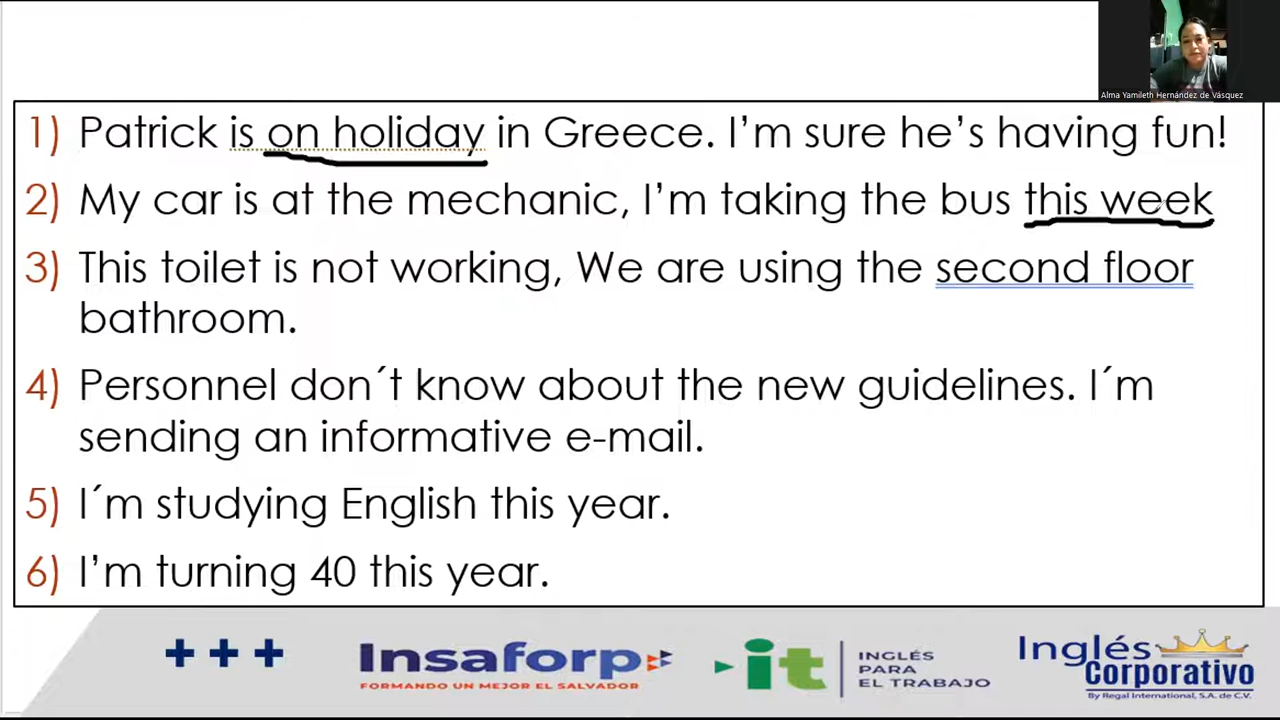 Alma Yamileth Hernández de Vásquez
1) Patrick is on holiday in Greece. I’m sure he’s having fun!
2) My car is at the mechanic, I’m taking the bus this week
3) This toilet is not working, We are using the second floor
bathroom.
4) Personnel don´t know about the new guidelines. I´m
sending an informative e-mail.
5) I´m studying English this year.
6) I’m turning 40 this year.
+++
Insaforp
FORMANDO UN MEJOR EL SALVADOR
it
INGLÉS
PARA
EL TRABAJO
Inglés
Corporativo
By Regal International, S.A. de C.V.